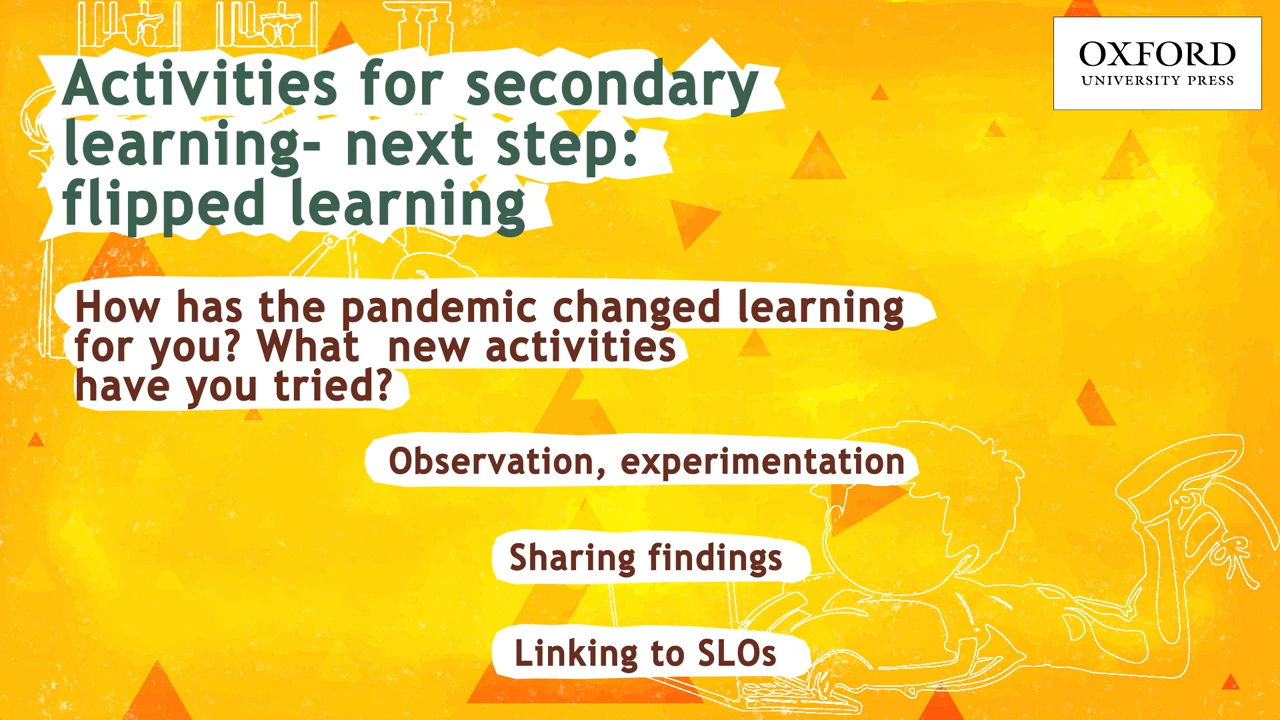 OXFORD
UNIVERSITY PRESS
Activities for secondary
learning- next step:
flipped learning
How has the pandemic changed learning
for you? What  new activities
have you tried?
Observation, experimentation
Sharing findings
Linking to SLOs